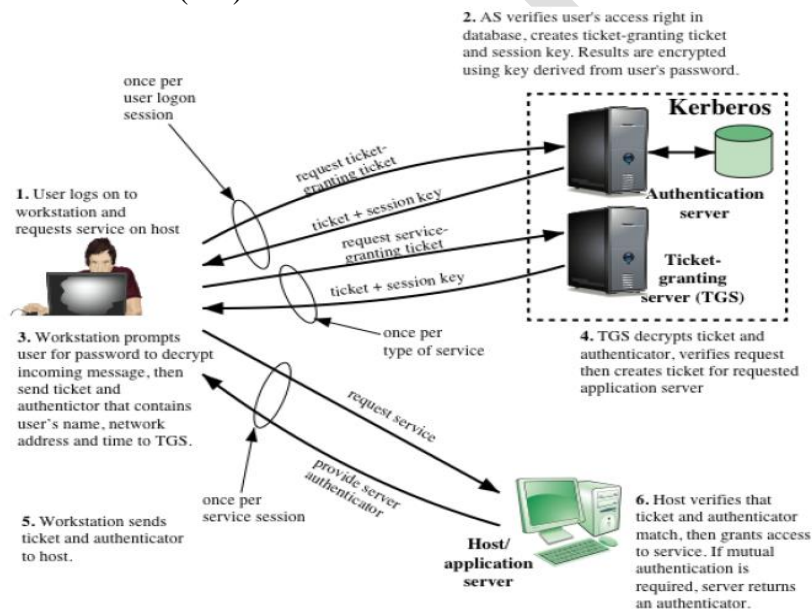 2. AS verifies user's access right in
database, creates ticket-granting ticket
and session key. Results are encrypted
using key derived from user's password.
once per
user logon
session
Kerberos
request ticket-
granting ticket
ticket + session key
Authentication
server
1. User logs on to
workstation and
requests service on host
request service-
granting ticket
ticket + session key
Ticket-
granting
server (TGS)
once per
type of service
3. Workstation prompts
user for password to decrypt
incoming message, then
send ticket and
authentictor that contains
user's name, network
address and time to TGS.
4. TGS decrypts ticket and
authenticator, verifies request
then creates ticket for requested
application server
request service
provide server
authenticator
once per
service session
5. Workstation sends
ticket and authenticator
to host.
Host/
application
server
6. Host verifies that
ticket and authenticator
match, then grants access
to service. If mutual
authentication is
required, server returns
an authenticator.